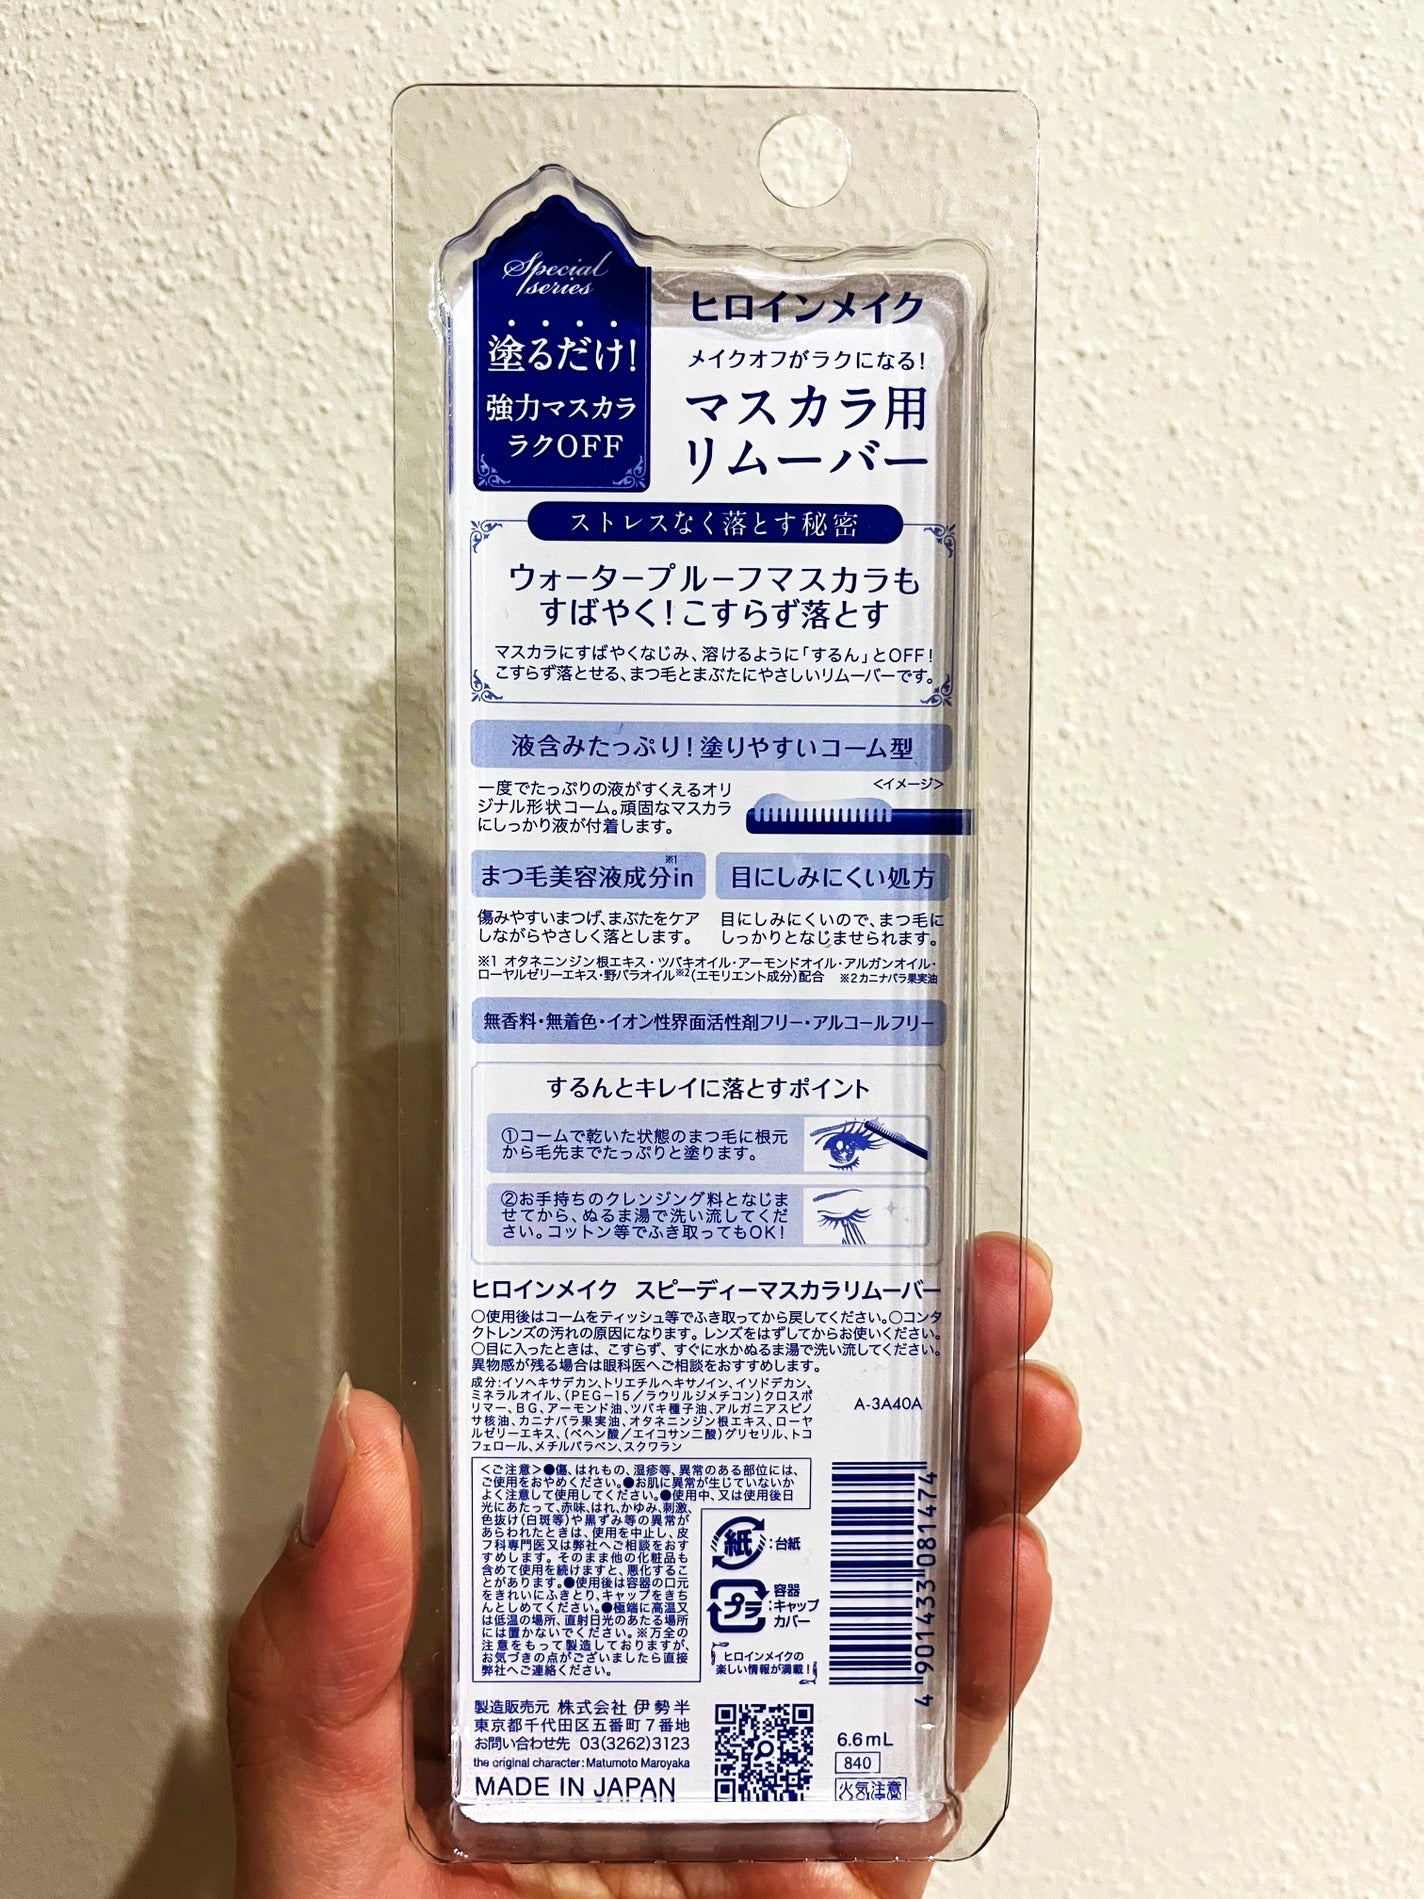 Special
series
塗るだけ!
強力マスカラ
ラクOFF
ヒロインメイク
メイクオフがラクになる!
マスカラ用
リムーバー
ストレスなく落とす秘密
ウォータープルーフマスカラも
すばやく!こすらず落とす
マスカラにすばやくなじみ、溶けるように「するん」とOFF!
こすらず落とせる、まつ毛とまぶたにやさしいリムーバーです。
液含みたっぷり!塗りやすいコーム型
一度でたっぷりの液がすくえるオリ
ジナル形状コーム。頑固なマスカラ
にしっかり液が付着します。
<イメージ>
まつ毛美容液成分※1in
傷みやすいまつげ、まぶたをケア
しながらやさしく落とします。
目にしみにくい処方
目にしみにくいので、まつ毛に
しっかりとなじませられます。
※1 オタネニンジン根エキス・ツバキオイル・アーモンドオイル・アルガンオイル・
ローヤルゼリーエキス・野バラオイル※2(エモリエント成分)配合 ※2カニナバラ果実油
無香料・無着色・イオン性界面活性剤フリー・アルコールフリー
するんとキレイに落とすポイント
①コームで乾いた状態のまつ毛に根元
から毛先までたっぷりと塗ります。
②お手持ちのクレンジング料となじま
せてから、ぬるま湯で洗い流してくだ
さい。コットン等でふき取ってもOK!
ヒロインメイク スピーディーマスカラリムーバー
○使用後はコームをティッシュ等でふき取ってから戻してください。○コンタ
クトレンズの汚れの原因になります。レンズをはずしてからお使いください。
○目に入ったときは、こすらず、すぐに水かぬるま湯で洗い流してください。
異物感が残る場合は眼科医へご相談をおすすめします。
成分:イソヘキサデカン、トリエチルヘキサノイン、イソドデカン、
ミネラルオイル、(PEG-15/ラウリルジメチコン)クロスポ
リマー、BG、アーモンド油、ツバキ種子油、アルガニアスピノ
サ核油、カニナバラ果実油、オタネニンジン根エキス、ローヤ
ルゼリーエキス、(ベヘン酸/エイコサン二酸)グリセリル、トコ
フェロール、メチルパラベン、スクワラン
A-3A40A
<ご注意>●傷、はれもの、湿疹等、異常のある部位には、
ご使用をおやめください。●お肌に異常が生じていないか
よく注意して使用してください。●使用中、又は使用後日
光にあたって、赤味、はれ、かゆみ、刺激、
色抜け(白斑等)や黒ずみ等の異常が
あらわれたときは、使用を中止し、皮
フ科専門医又は弊社へご相談をおす
すめします。そのまま他の化粧品も
含めて使用を続けますと、悪化するこ
とがあります。●使用後は容器の口元
をきれいにふきとり、キャップをきち
んとしめてください。●極端に高温又
は低温の場所、直射日光のあたる場所
には置かないでください。※万全の
注意をもって製造しておりますが、
お気づきの点がございましたら直接
弊社へご連絡ください。
紙:台紙
プラ:容器
キャップ
カバー
ヒロインメイクの
楽しい情報が満載!
4 901433 081474
製造販売元 株式会社 伊勢半
東京都千代田区五番町7番地
お問い合わせ先 03(3262)3123
the original character: Matumoto Maroyaka
MADE IN JAPAN
6.6mL
840
火気注意